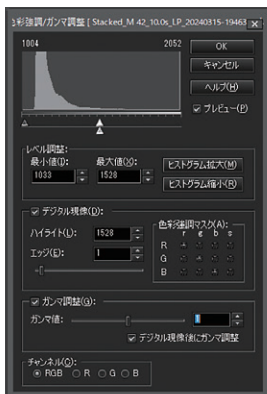 彩強調/ガンマ調整 [ Stacked_M 42_10.0s_LP_20240315-19463
1004 2052
OK
キャンセル
ヘルプ(H)
プレビュー(P)
レベル調整:
最小値(I): 最大値(X):
1033 1528
ヒストグラム拡大(M)
ヒストグラム縮小(R)
デジタル現像(D):
ハイライト(L): 1528
エッジ(E): 1
色彩強調マスク(A):
r g b s
R
G
B
ガンマ調整(G):
ガンマ値: 1
デジタル現像後にガンマ調整
チャンネル(C):
RGB R G B